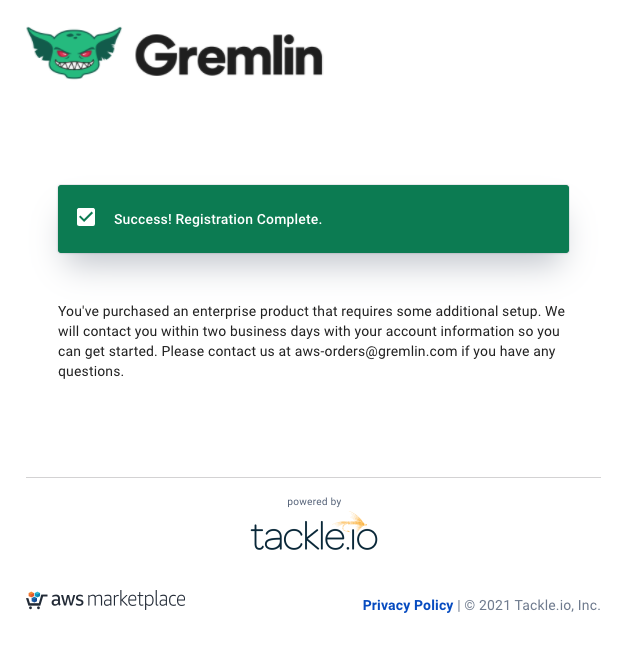 Gremlin
Success! Registration Complete.
You've purchased an enterprise product that requires some additional setup. We
will contact you within two business days with your account information so you
can get started. Please contact us at aws-orders@gremlin.com if you have any
questions.
powered by
tackle.io
aws marketplace
Privacy Policy | © 2021 Tackle.io, Inc.